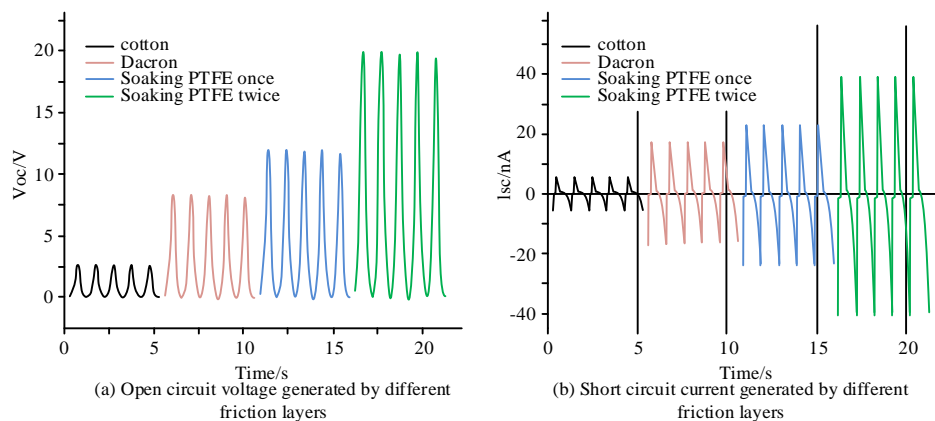 cotton
Dacron
Soaking PTFE once
Soaking PTFE twice
20
15
10
5
0
Voc/V
0
5
10
15
20
Time/s
(a) Open circuit voltage generated by different
friction layers
cotton
Dacron
Soaking PTFE once
Soaking PTFE twice
40
20
0
-20
-40
1sc/nA
0
5
10
15
20
Time/s
(b) Short circuit current generated by different
friction layers